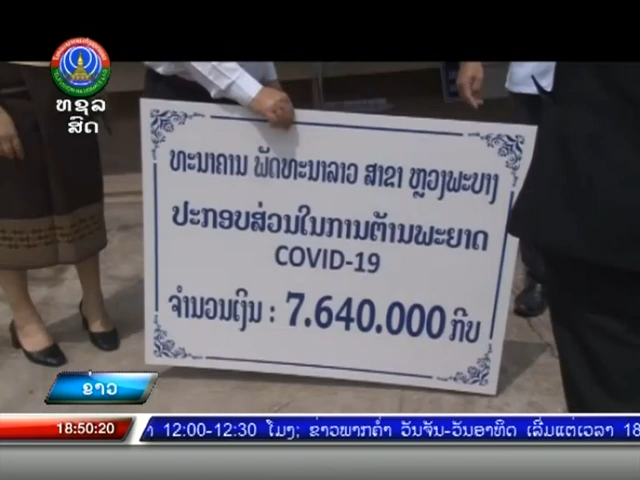 ທຊລ
ສົດ
ທະນາຄານ ພັດທະນາລາວ ສາຂາ ຫຼວງພະບາງ
ປະກອບສ່ວນໃນການຕ້ານພະຍາດ
COVID-19
ຈໍານວນເງິນ : 7.640.000 ກີບ
ຂ່າວ
18:50:20
12:00-12:30 ໂມງ; ຂ່າວພາກຄໍ່າ ວັນຈັນ-ວັນອາທິດ ເລີ່ມແຕ່ເວລາ 18